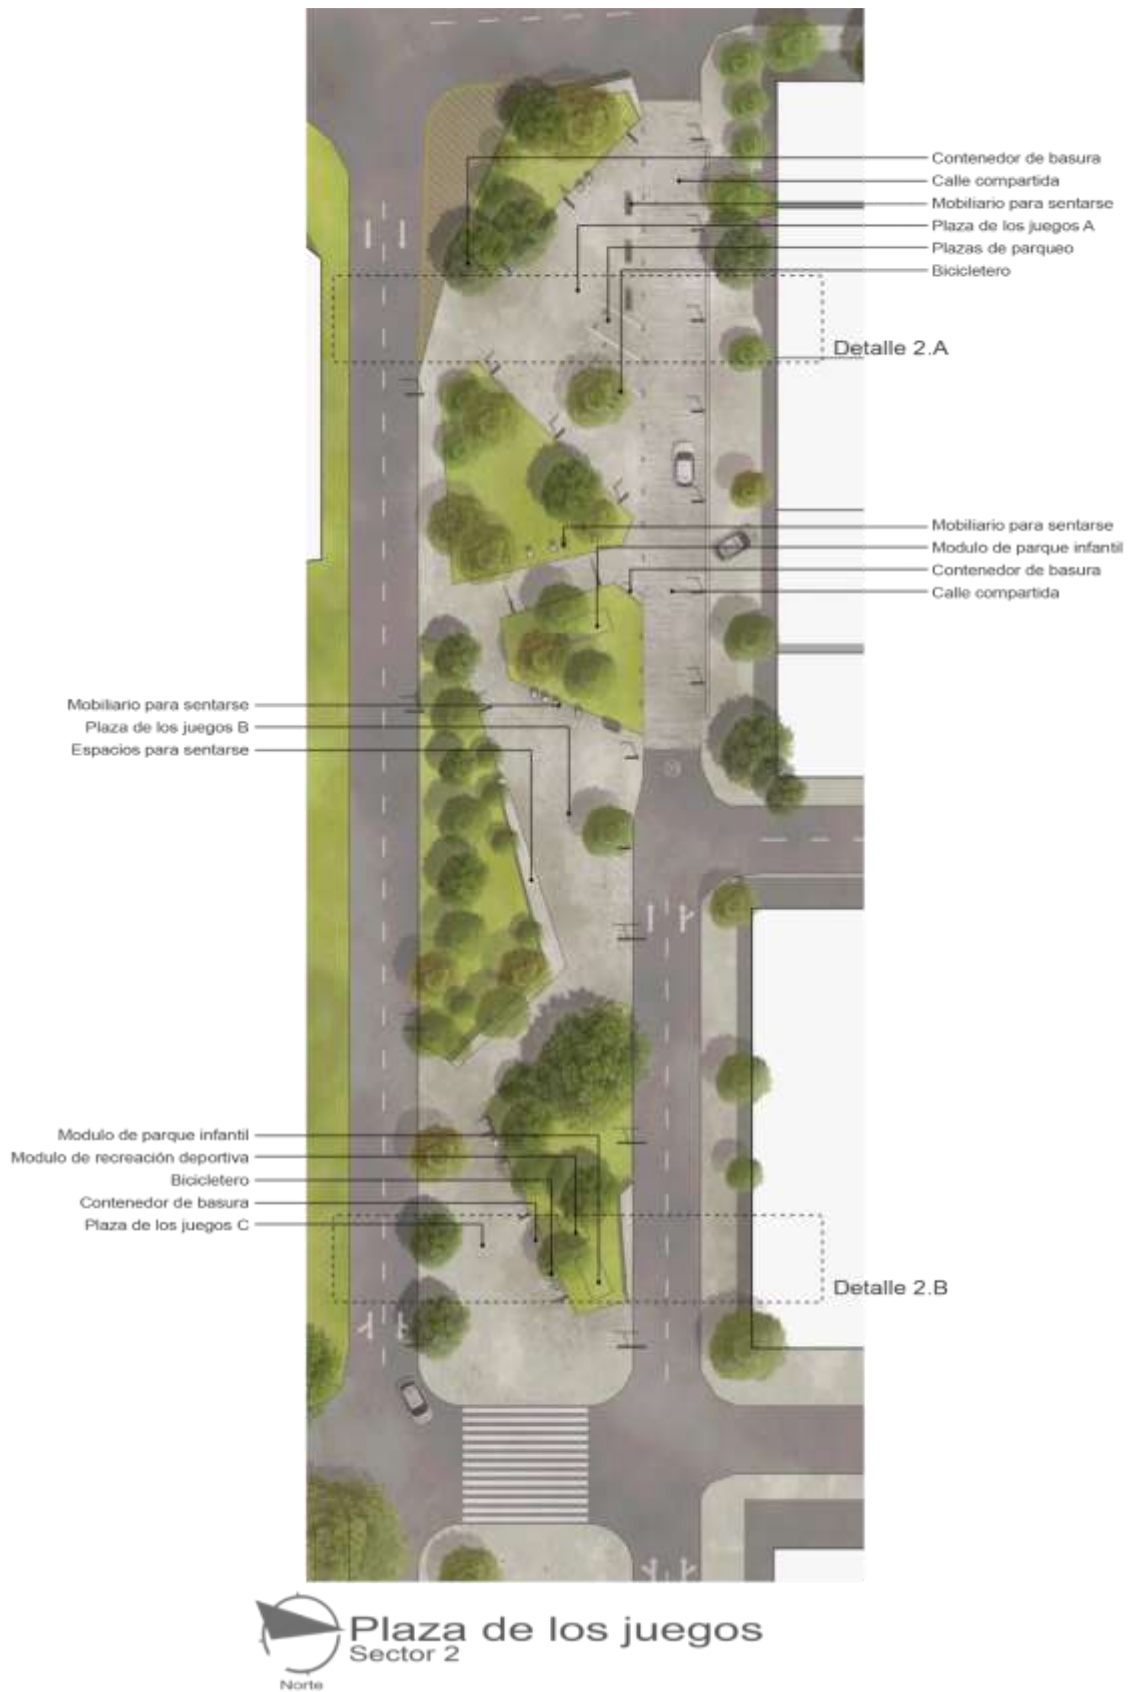 Contenedor de basura
Calle compartida
Mobiliario para sentarse
Plaza de los juegos A
Plazas de parqueo
Bicicletero
Detalle 2.A
Mobiliario para sentarse
Modulo de parque infantil
Contenedor de basura
Calle compartida
Mobiliario para sentarse
Plaza de los juegos B
Espacios para sentarse
Modulo de parque infantil
Modulo de recreación deportiva
Bicicletero
Contenedor de basura
Plaza de los juegos C
Detalle 2.B
Plaza de los juegos
Sector 2
Norte